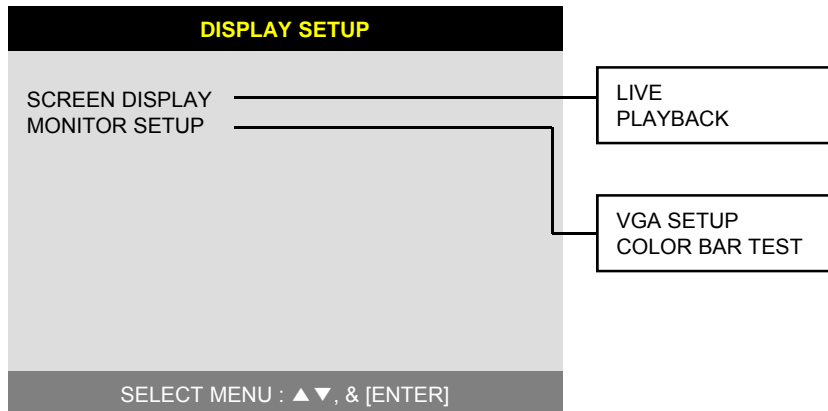 DISPLAY SETUP
SCREEN DISPLAY
MONITOR SETUP
LIVE
PLAYBACK
VGA SETUP
COLOR BAR TEST
SELECT MENU : ▲▼, & [ENTER]